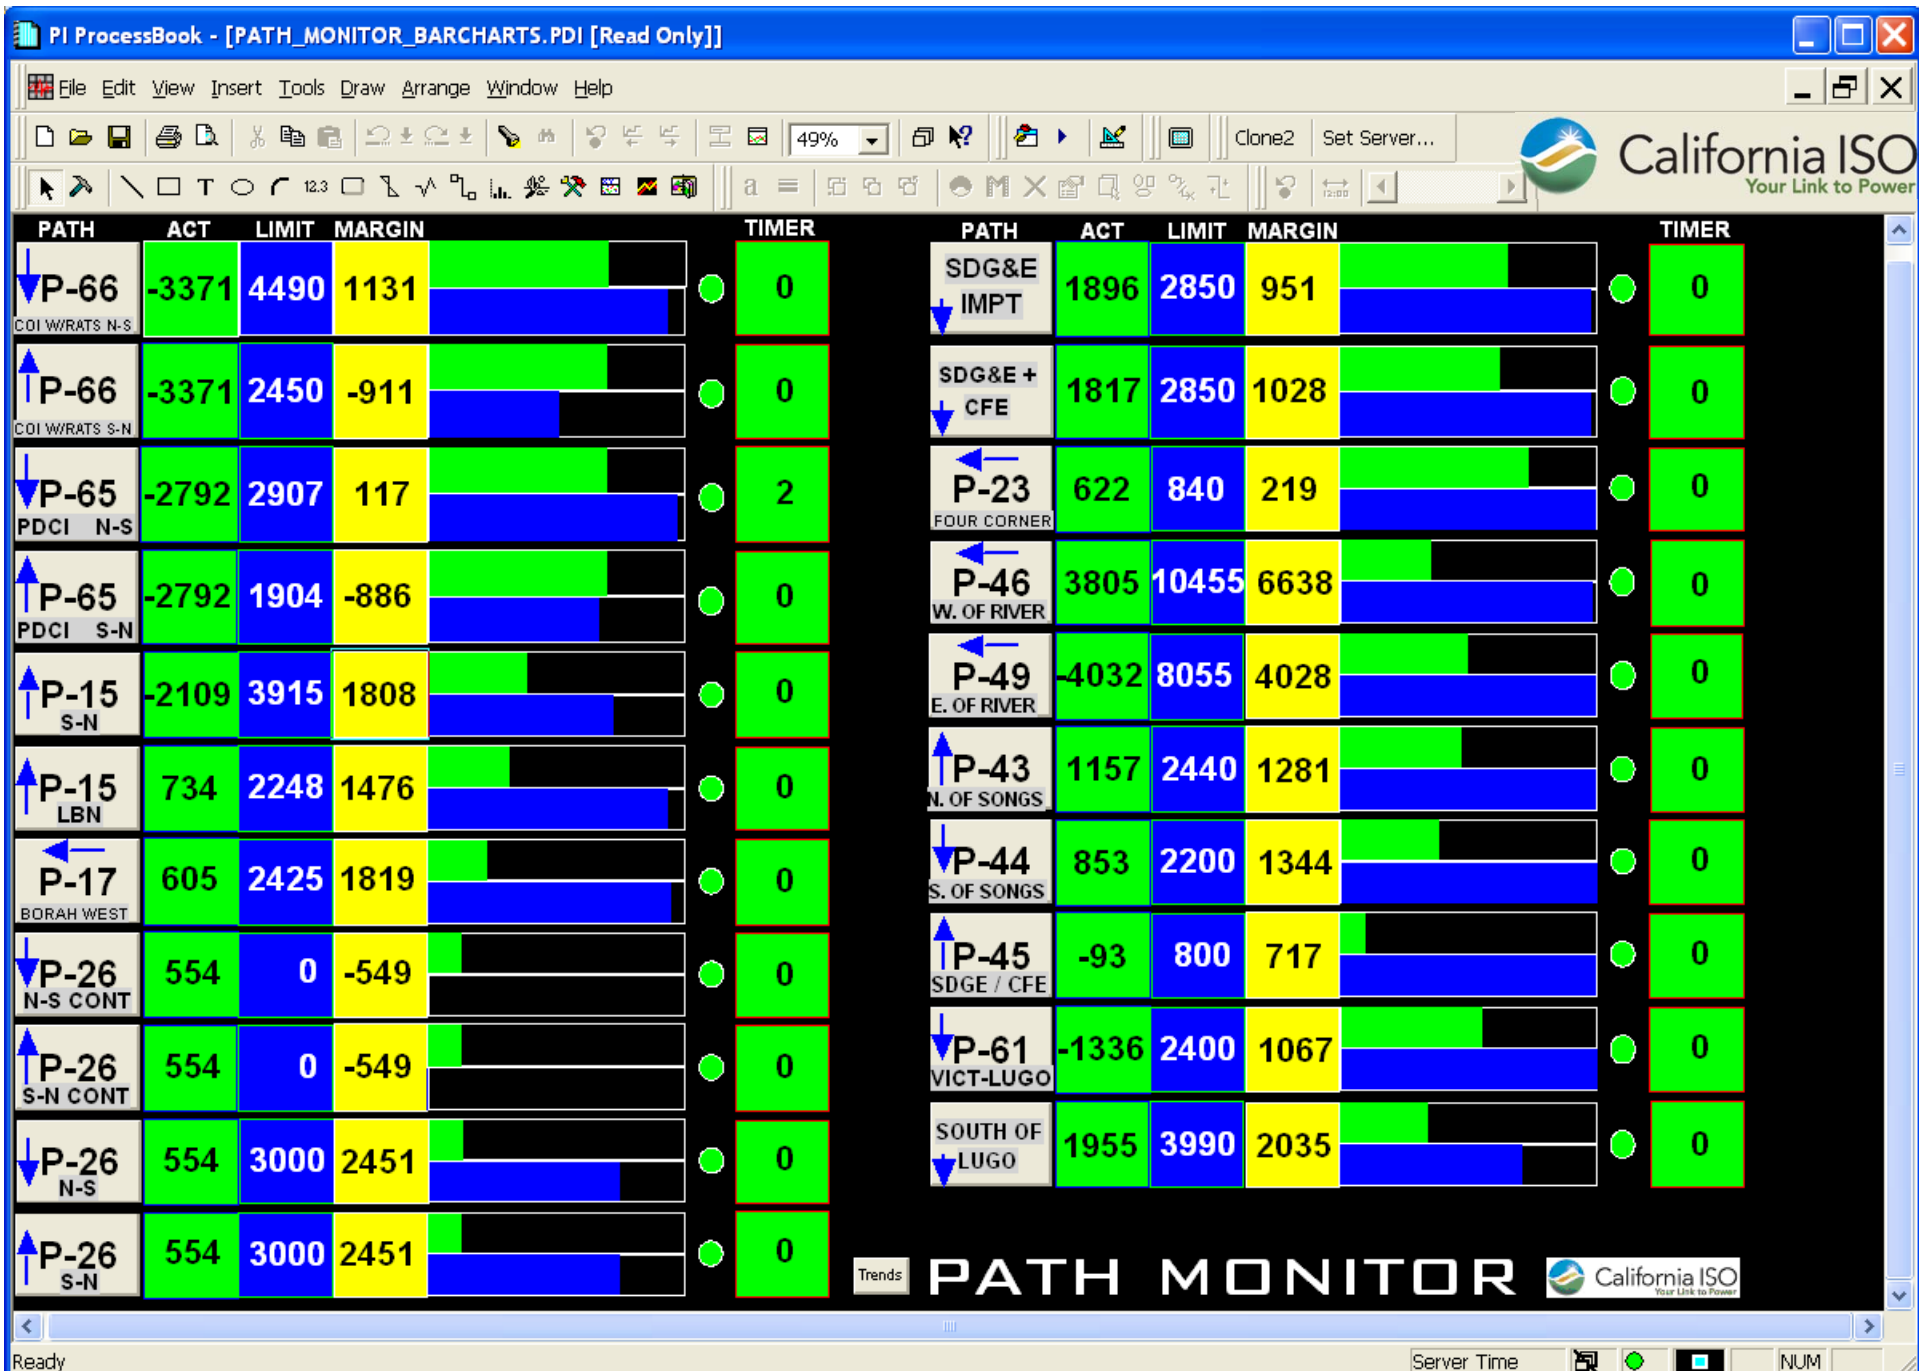 PI ProcessBook - [PATH_MONITOR_BARCHARTS.PDI [Read Only]]
File Edit View Insert Tools Draw Arrange Window Help
49% Clone2 Set Server...
California ISO
Your Link to Power
T 12.3 a
PATH ACT LIMIT MARGIN TIMER
P-66 -3371 4490 1131 0
COI W/RATS N-S
P-66 -3371 2450 -911 0
COI W/RATS S-N
P-65 -2792 2907 117 2
PDCI N-S
P-65 -2792 1904 -886 0
PDCI S-N
P-15 -2109 3915 1808 0
S-N
P-15 734 2248 1476 0
LBN
P-17 605 2425 1819 0
BORAH WEST
P-26 554 0 -549 0
N-S CONT
P-26 554 0 -549 0
S-N CONT
P-26 554 3000 2451 0
N-S
P-26 554 3000 2451 0
S-N
PATH ACT LIMIT MARGIN TIMER
SDG&E
IMPT 1896 2850 951 0
SDG&E +
CFE 1817 2850 1028 0
P-23 622 840 219 0
FOUR CORNER
P-46 3805 10455 6638 0
W. OF RIVER
P-49 -4032 8055 4028 0
E. OF RIVER
P-43 1157 2440 1281 0
N. OF SONGS
P-44 853 2200 1344 0
S. OF SONGS
P-45 -93 800 717 0
SDGE / CFE
P-61 -1336 2400 1067 0
VICT-LUGO
SOUTH OF
LUGO 1955 3990 2035 0
Trends PATH MONITOR California ISO
Your Link to Power
Ready Server Time NUM